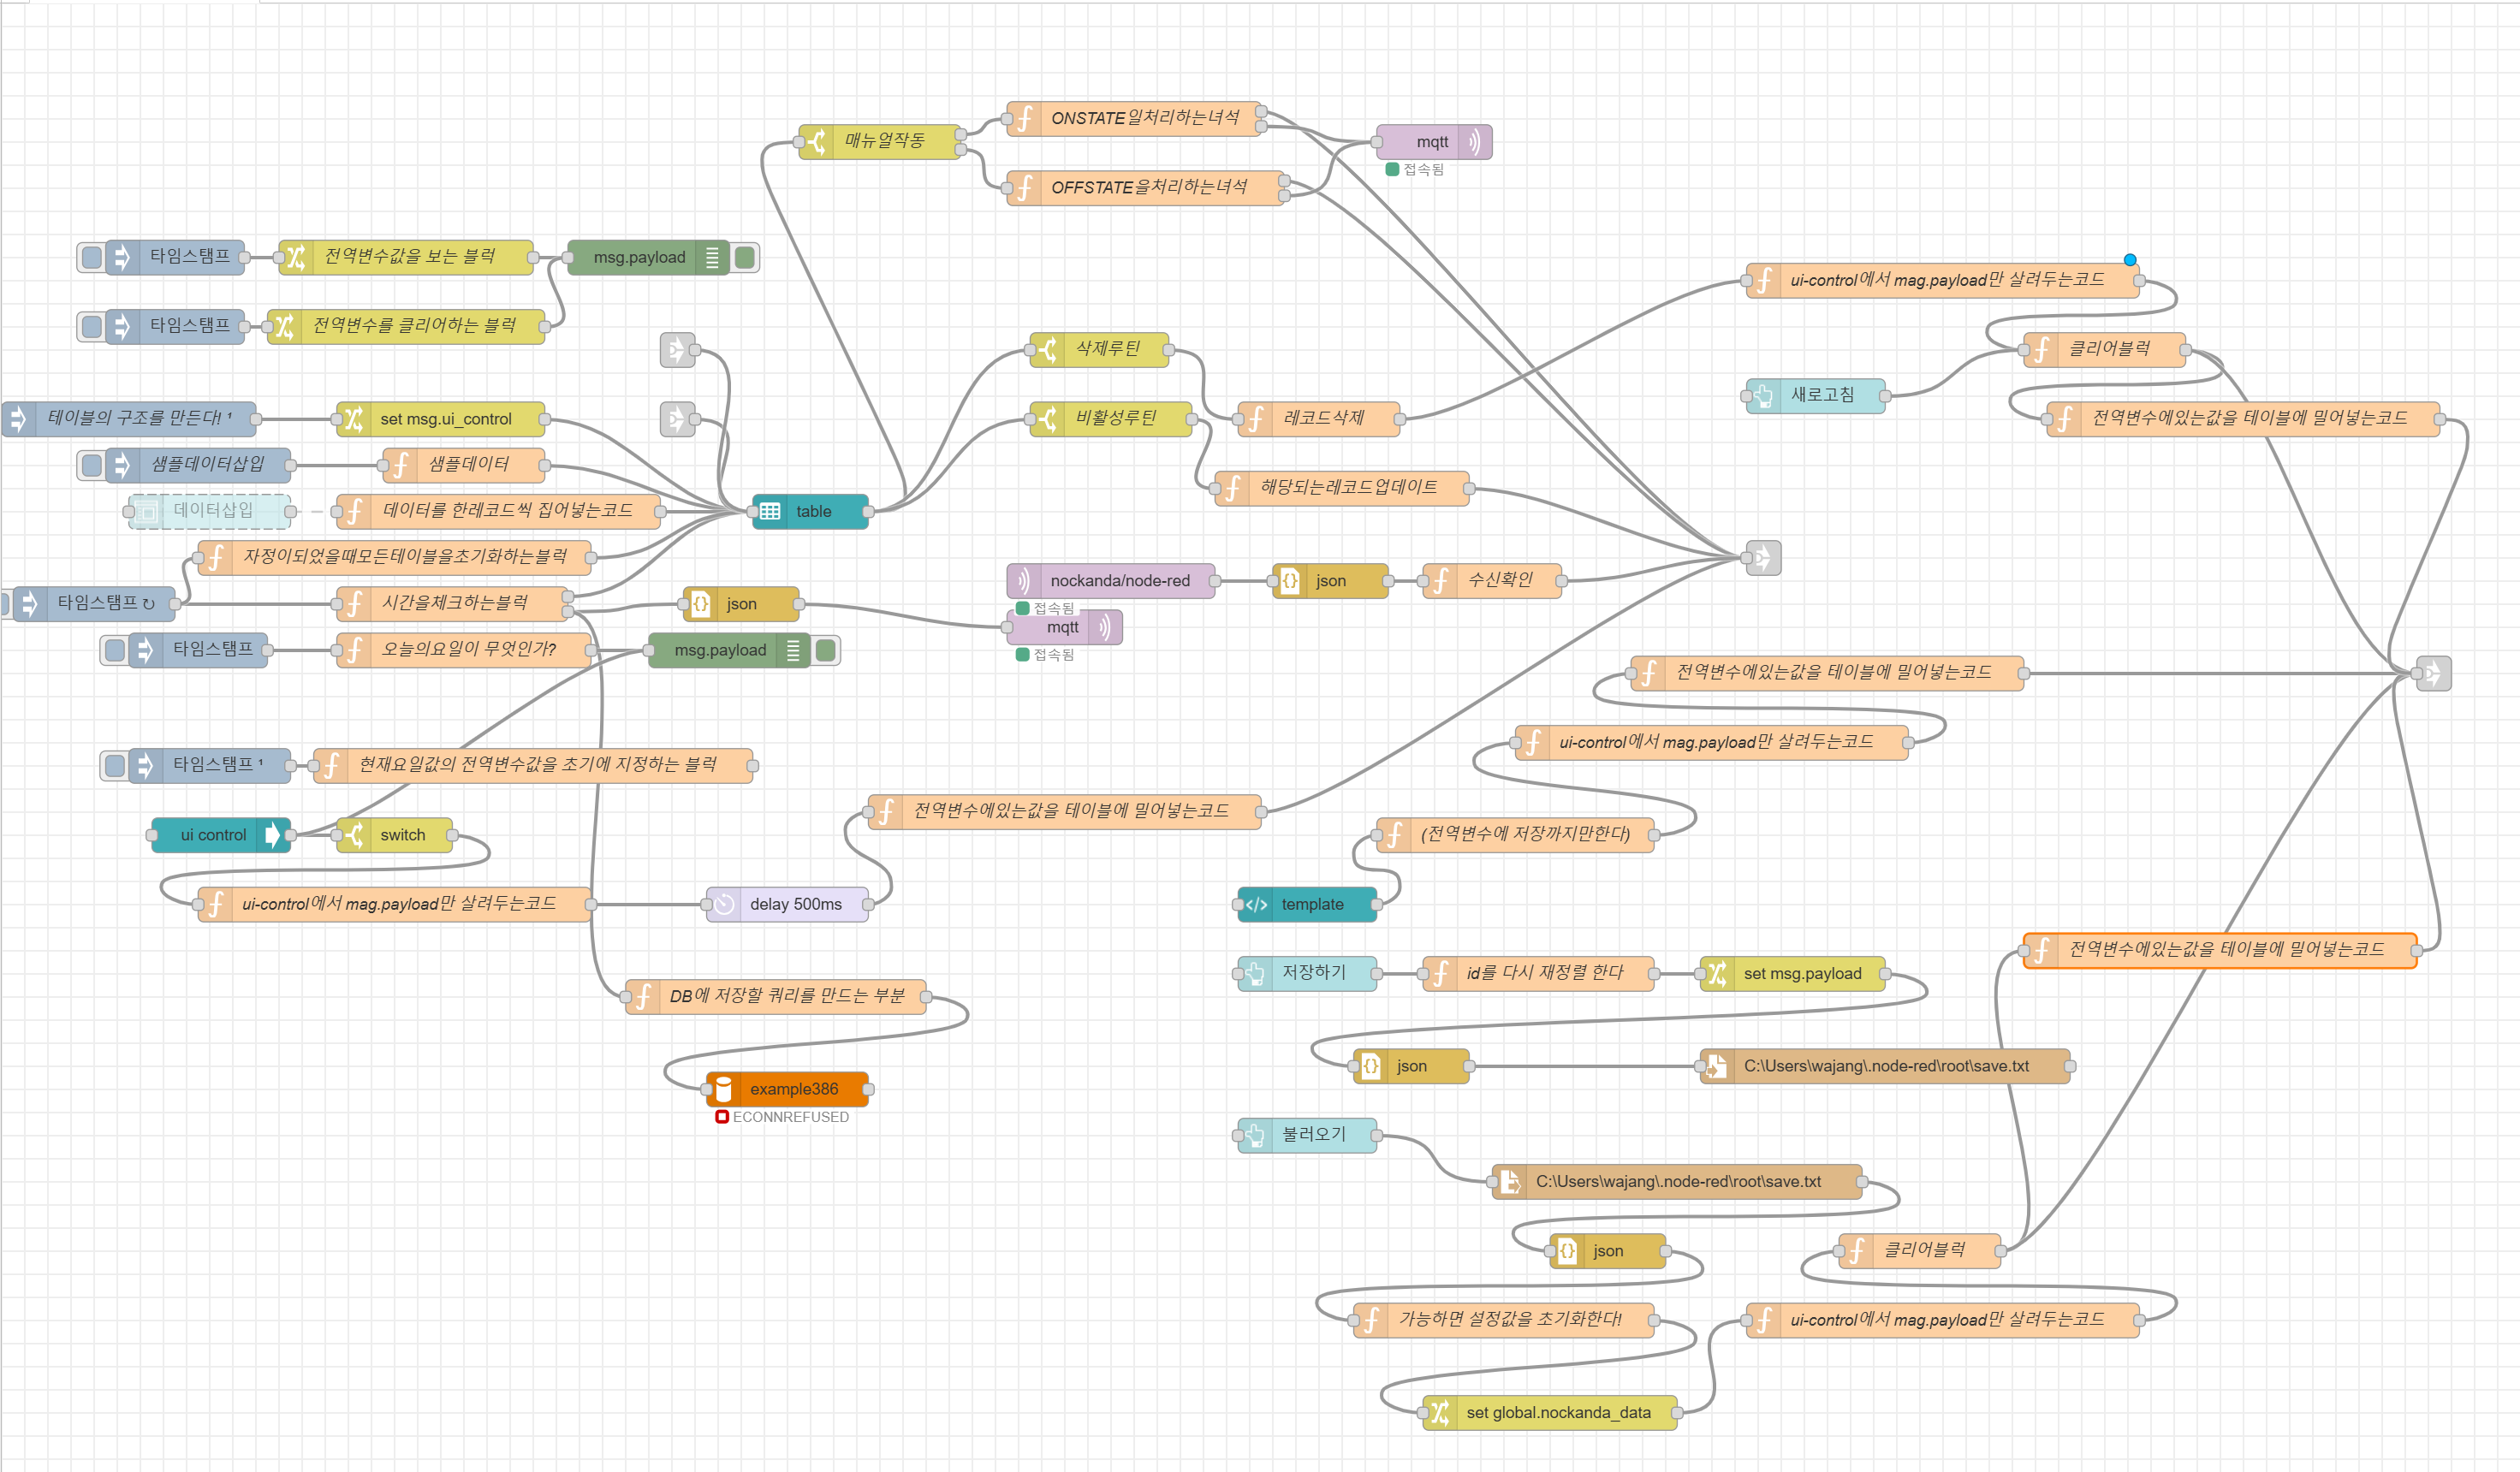 ONSTATE일처리하는녀석
매뉴얼작동
mqtt
접속됨
OFFSTATE을처리하는녀석
타임스탬프
전역변수값을 보는 블럭
msg.payload
ui-control에서 mag.payload만 살려두는코드
타임스탬프
전역변수를 클리어하는 블럭
삭제루틴
클리어블럭
새로고침
테이블의 구조를 만든다! ¹
set msg.ui_control
비활성루틴
레코드삭제
전역변수에있는값을 테이블에 밀어넣는코드
샘플데이터삽입
샘플데이터
해당되는레코드업데이트
데이터삽입
데이터를 한레코드씩 집어넣는코드
table
자정이되었을때모든테이블을초기화하는블럭
nockanda/node-red
json
수신확인
접속됨
타임스탬프 ↻
시간을체크하는블럭
json
mqtt
접속됨
타임스탬프
오늘의요일이 무엇인가?
msg.payload
전역변수에있는값을 테이블에 밀어넣는코드
ui-control에서 mag.payload만 살려두는코드
타임스탬프 ¹
현재요일값의 전역변수값을 초기에 지정하는 블럭
전역변수에있는값을 테이블에 밀어넣는코드
ui control
switch
(전역변수에 저장까지만한다)
ui-control에서 mag.payload만 살려두는코드
delay 500ms
template
전역변수에있는값을 테이블에 밀어넣는코드
저장하기
id를 다시 재정렬 한다
set msg.payload
DB에 저장할 쿼리를 만드는 부분
json
C:\Users\wajang\.node-red\root\save.txt
example386
ECONNREFUSED
불러오기
C:\Users\wajang\.node-red\root\save.txt
json
클리어블럭
가능하면 설정값을 초기화한다!
ui-control에서 mag.payload만 살려두는코드
set global.nockanda_data